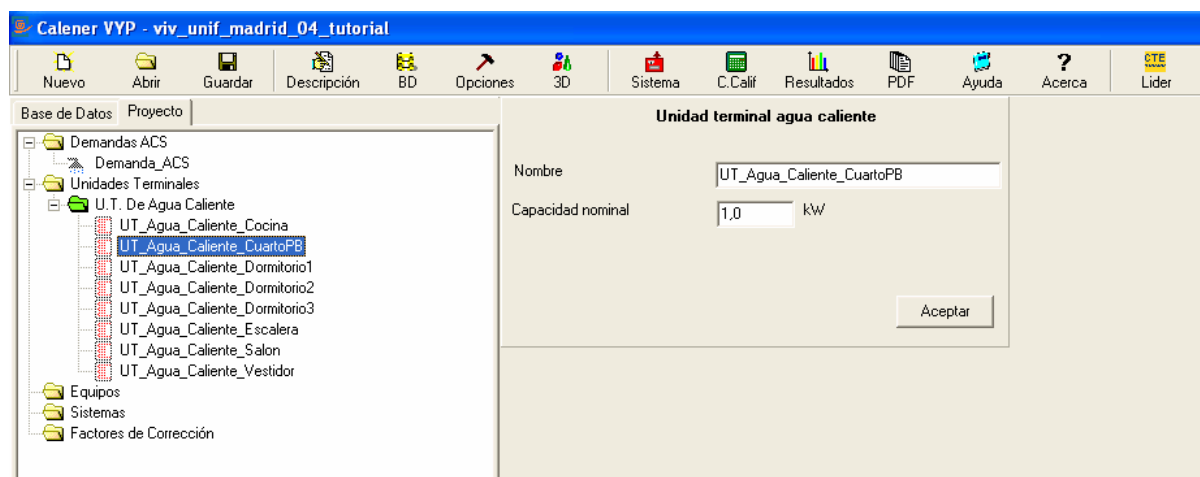 Calener VYP - viv_unif_madrid_04_tutorial
Nuevo Abrir Guardar Descripción BD Opciones 3D Sistema C.Calif Resultados PDF Ayuda Acerca Lider
CTE
Base de Datos Proyecto
Demandas ACS
Demanda_ACS
Unidades Terminales
U.T. De Agua Caliente
UT_Agua_Caliente_Cocina
UT_Agua_Caliente_CuartoPB
UT_Agua_Caliente_Dormitorio1
UT_Agua_Caliente_Dormitorio2
UT_Agua_Caliente_Dormitorio3
UT_Agua_Caliente_Escalera
UT_Agua_Caliente_Salon
UT_Agua_Caliente_Vestidor
Equipos
Sistemas
Factores de Corrección
Unidad terminal agua caliente
Nombre UT_Agua_Caliente_CuartoPB
Capacidad nominal 1,0 kW
Aceptar